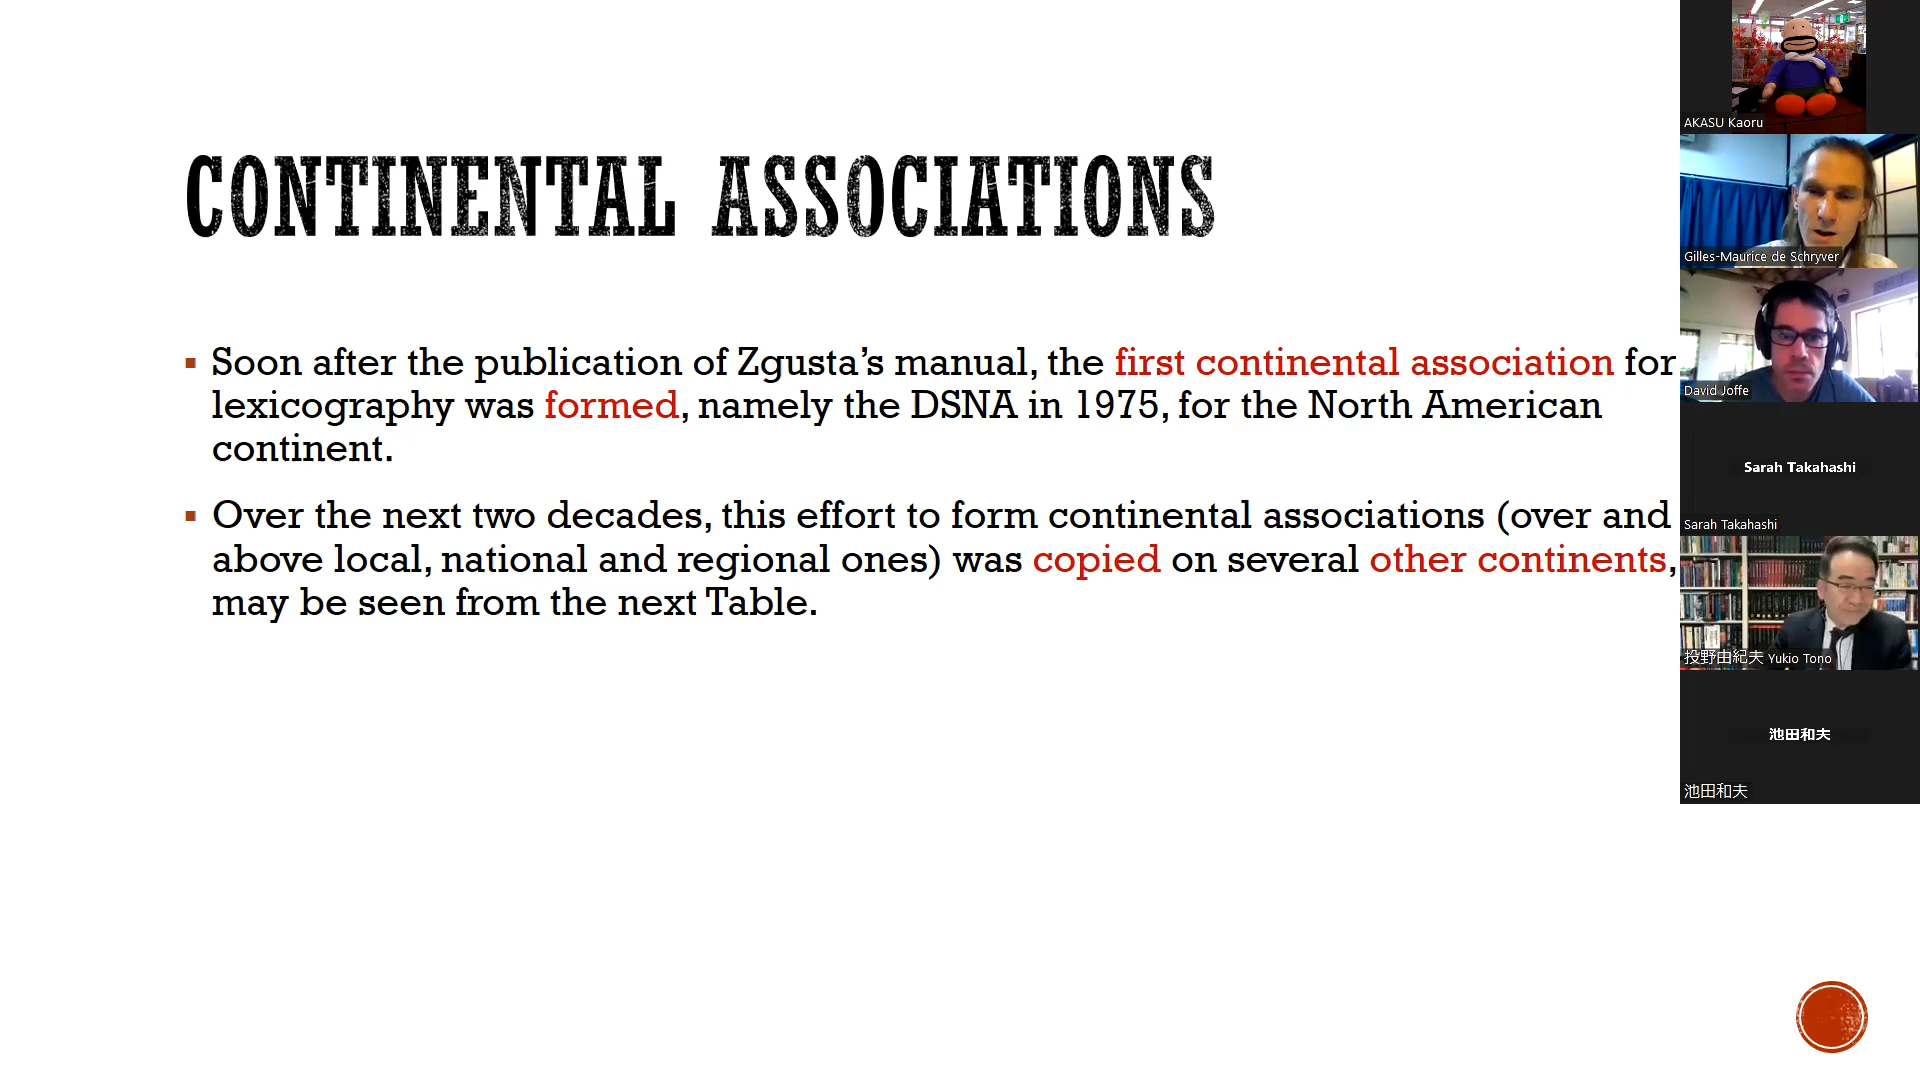 CONTINENTAL ASSOCIATIONS
Soon after the publication of Zgusta's manual, the first continental association for
lexicography was formed, namely the DSNA in 1975, for the North American
continent.
Over the next two decades, this effort to form continental associations (over and
above local, national and regional ones) was copied on several other continents,
may be seen from the next Table.
AKASU Kaoru
Gilles-Maurice de Schryver
David Joffe
Sarah Takahashi
Sarah Takahashi
投野由紀夫 Yukio Tono
池田和夫
池田和夫